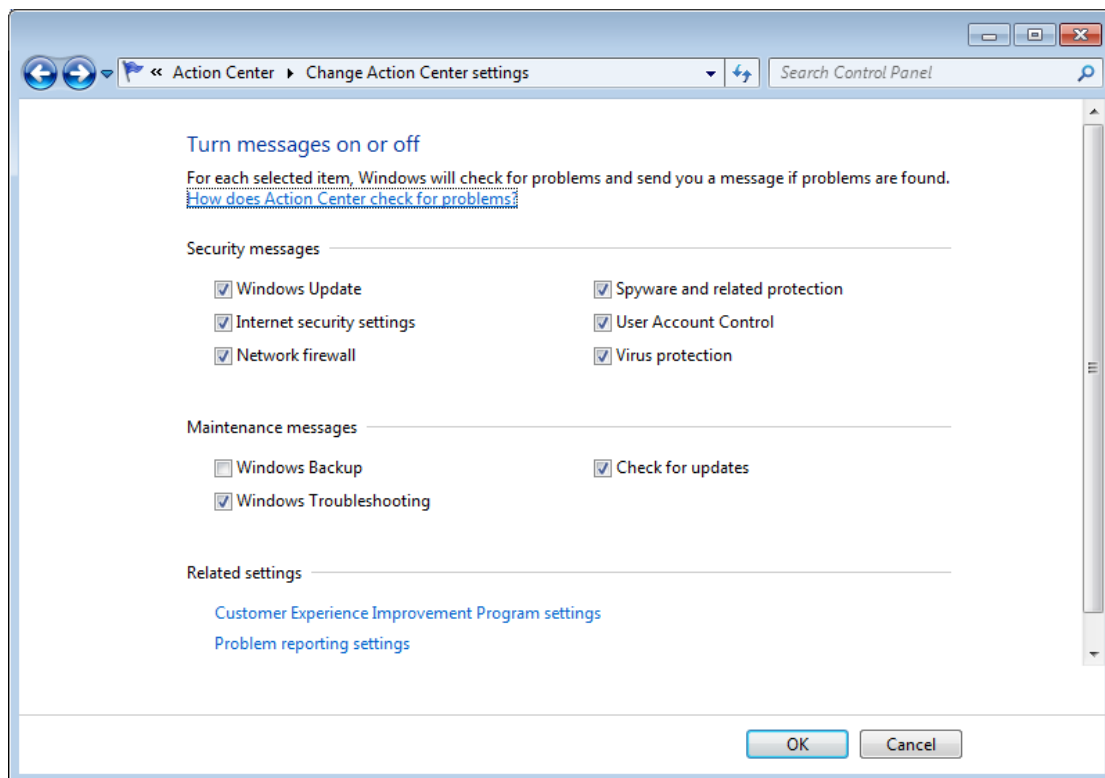 « Action Center ▸ Change Action Center settings
Search Control Panel
Turn messages on or off
For each selected item, Windows will check for problems and send you a message if problems are found.
How does Action Center check for problems?
Security messages
Windows Update
Spyware and related protection
Internet security settings
User Account Control
Network firewall
Virus protection
Maintenance messages
Windows Backup
Check for updates
Windows Troubleshooting
Related settings
Customer Experience Improvement Program settings
Problem reporting settings
OK
Cancel